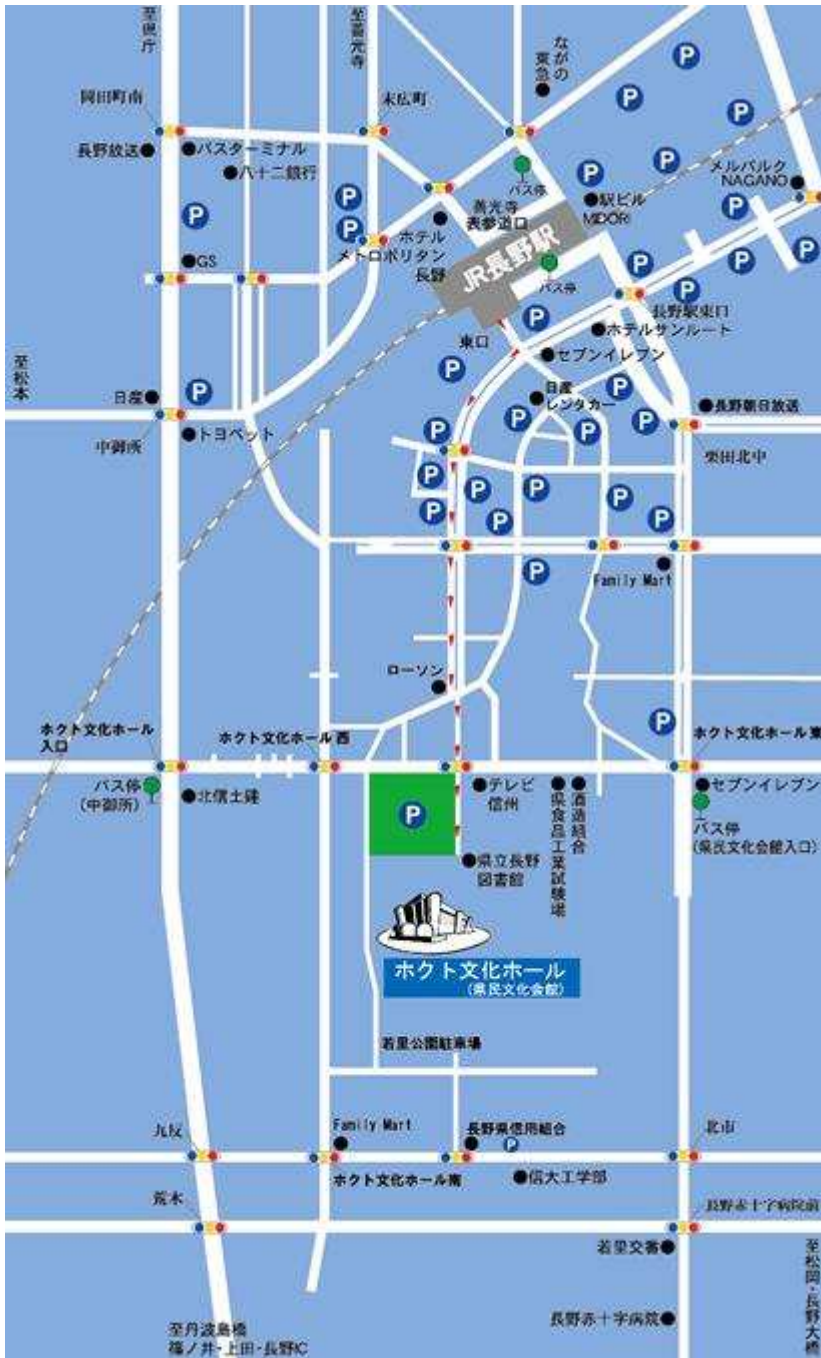 至県庁
至善光寺
ながの
東急
岡田町南
末広町
長野放送
バスターミナル
八十二銀行
バス停
メルパルク
NAGANO
善光寺
表参道口
駅ビル
MIDORI
ホテル
メトロポリタン
長野
JR長野駅
GS
バス停
長野駅東口
東口
ホテルサンルート
セブンイレブン
至松本
日産
日産
レンタカー
長野朝日放送
中御所
トヨペット
栗田北中
Family Mart
ローソン
ホクト文化ホール
入口
ホクト文化ホール 西
ホクト文化ホール 東
バス停
(中御所)
北信土建
テレビ
信州
県食品工業試験場
酒造組合
セブンイレブン
バス停
(県民文化会館入口)
県立長野
図書館
ホクト文化ホール
(県民文化会館)
若里公園駐車場
九反
Family Mart
長野県信用組合
北市
ホクト文化ホール南
信大工学部
荒木
長野赤十字病院前
若里交番
至松岡・長野大橋
長野赤十字病院
至丹波島橋
篠ノ井・上田・長野IC
P